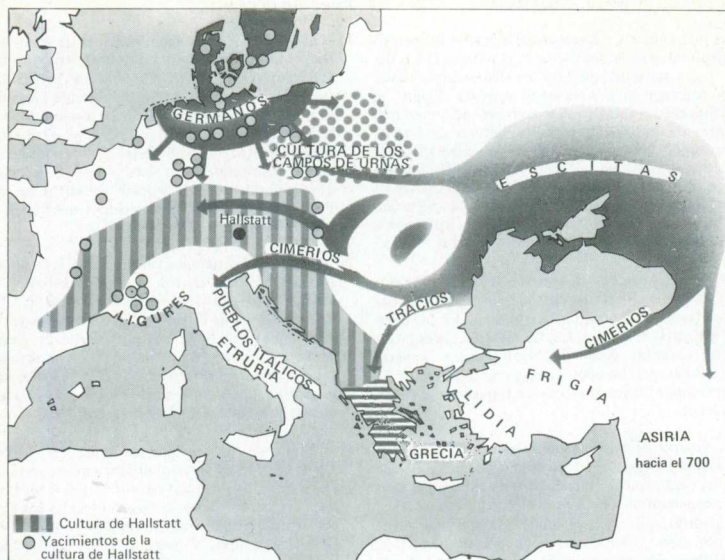 GERMANOS
CULTURA DE LOS
CAMPOS DE URNAS
ESCITAS
Hallstatt
CIMERIOS
LIGURES
PUEBLOS ITALICOS
ETRURIA
TRACIOS
CIMERIOS
FRIGIA
LIDIA
GRECIA
ASIRIA
hacia el 700
Cultura de Hallstatt
Yacimientos de la
cultura de Hallstatt